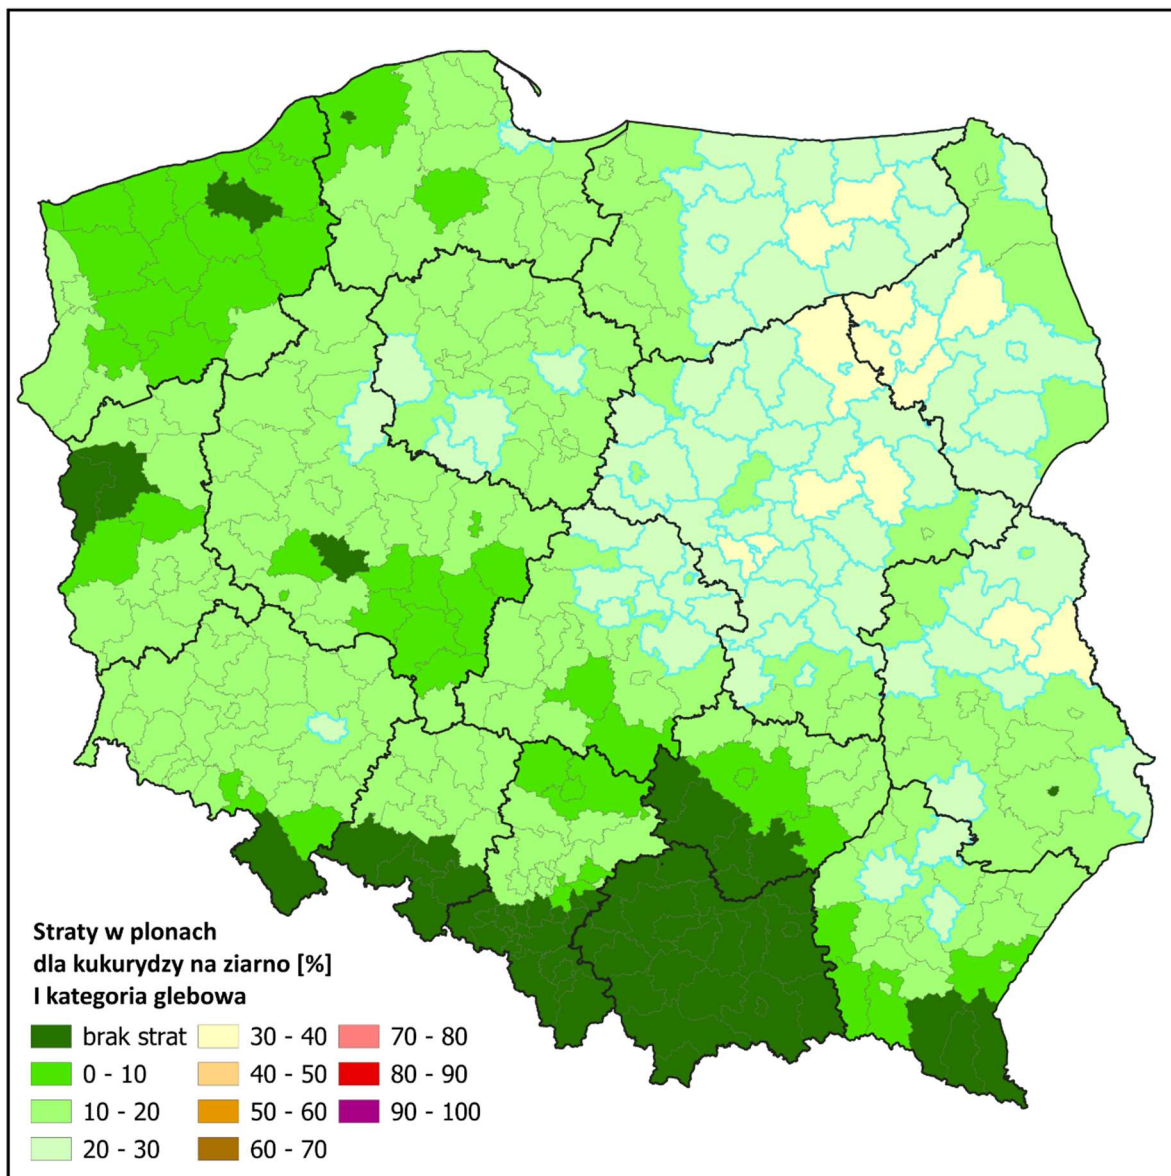 Straty w plonach
dla kukurydzy na ziarno [%]
I kategoria glebowa
brak strat
0 - 10
10 - 20
20 - 30
30 - 40
40 - 50
50 - 60
60 - 70
70 - 80
80 - 90
90 - 100